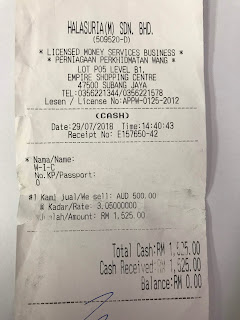 HALASURIA(M) SDN. BHD.
(509520-D)
* LICENSED MONEY SERVICES BUSINESS *
* PERNIAGAAN PERKHIDMATAN WANG *
LOT P05 LEVEL B1,
EMPIRE SHOPPING CENTRE
47500 SUBANG JAYA
TEL:0356221344/0356221578
Lesen / License No:APPW-0125-2012
(CASH)
Date:29/07/2018 Time:14:40:43
Receipt No: E157650-42
* Nama/Name:
W-I-C
No.KP/Passport:
0
#1 Kami jual/We sell: AUD 500.00
# Kadar/Rate: 3.05000000
Jumlah/Amount: RM 1,525.00
Total Cash:RM 1,525.00
Cash Received:RM 1,525.00
Balance:RM 0.00